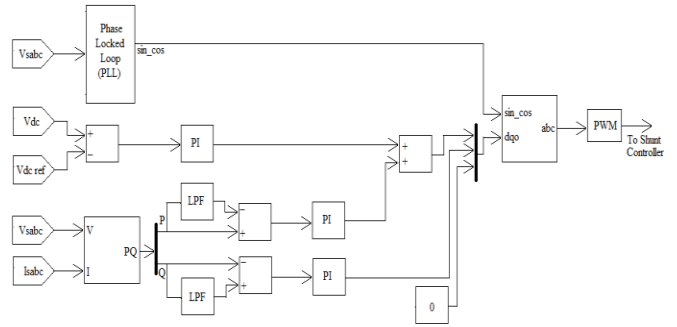 Phase
Locked
Loop
(PLL)
Vsabc
sin_cos
Vdc
+
−
Vdc ref
PI
+
+
sin_cos
dqo
abc
PWM
To Shunt
Controller
Vsabc
V
Isabc
I
PQ
P
LPF
−
+
PI
Q
LPF
−
+
PI
0